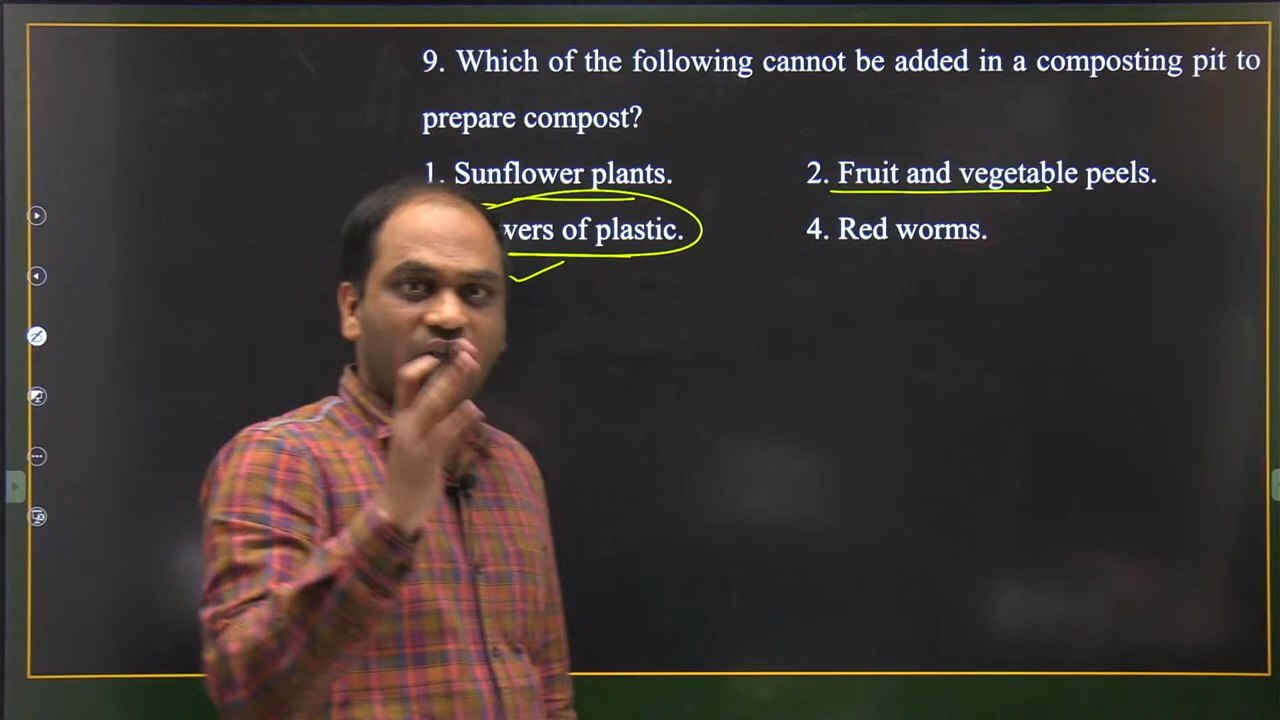 9. Which of the following cannot be added in a composting pit to
prepare compost?
1. Sunflower plants.
2. Fruit and vegetable peels.
of plastic.
4. Red worms.